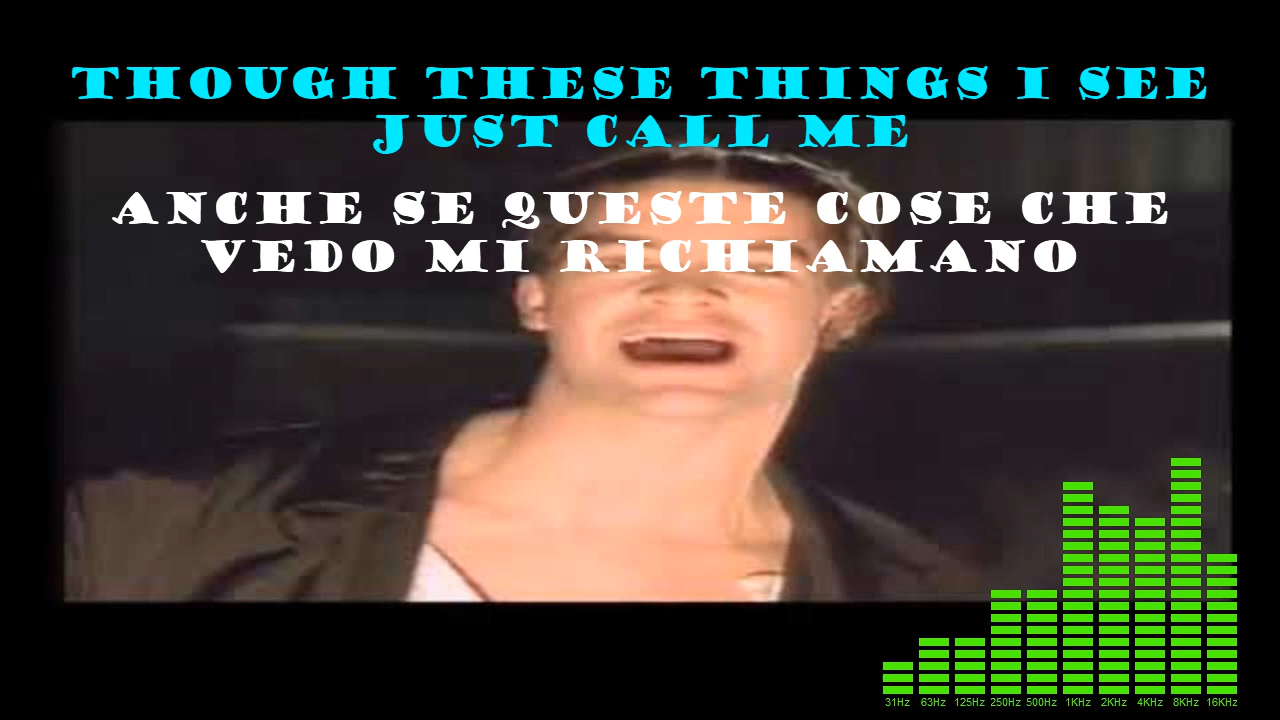 THOUGH THESE THINGS I SEE
JUST CALL ME
ANCHE SE QUESTE COSE CHE
VEDO MI RICHIAMANO
31Hz 63Hz 125Hz 250Hz 500Hz 1KHz 2KHz 4KHz 8KHz 16KHz